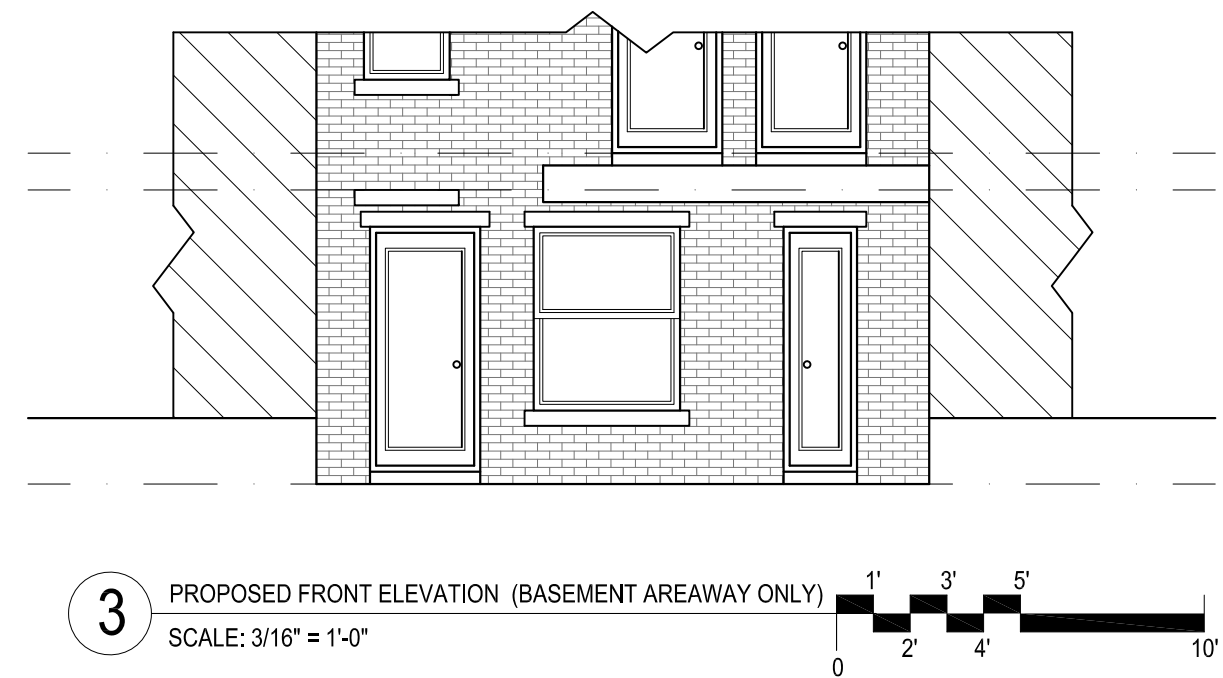 3
PROPOSED FRONT ELEVATION (BASEMENT AREAWAY ONLY)
SCALE: 3/16" = 1'-0"
1' 3' 5'
0 2' 4' 10'